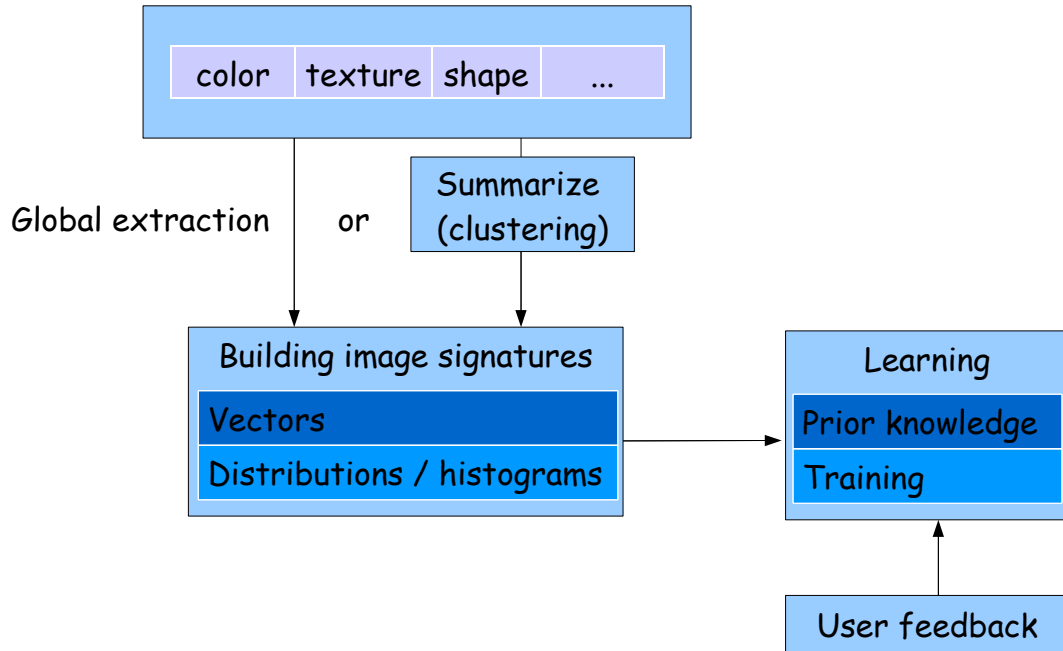 color texture shape ...
Summarize
(clustering)
Global extraction or
Building image signatures
Vectors
Distributions / histograms
Learning
Prior knowledge
Training
User feedback